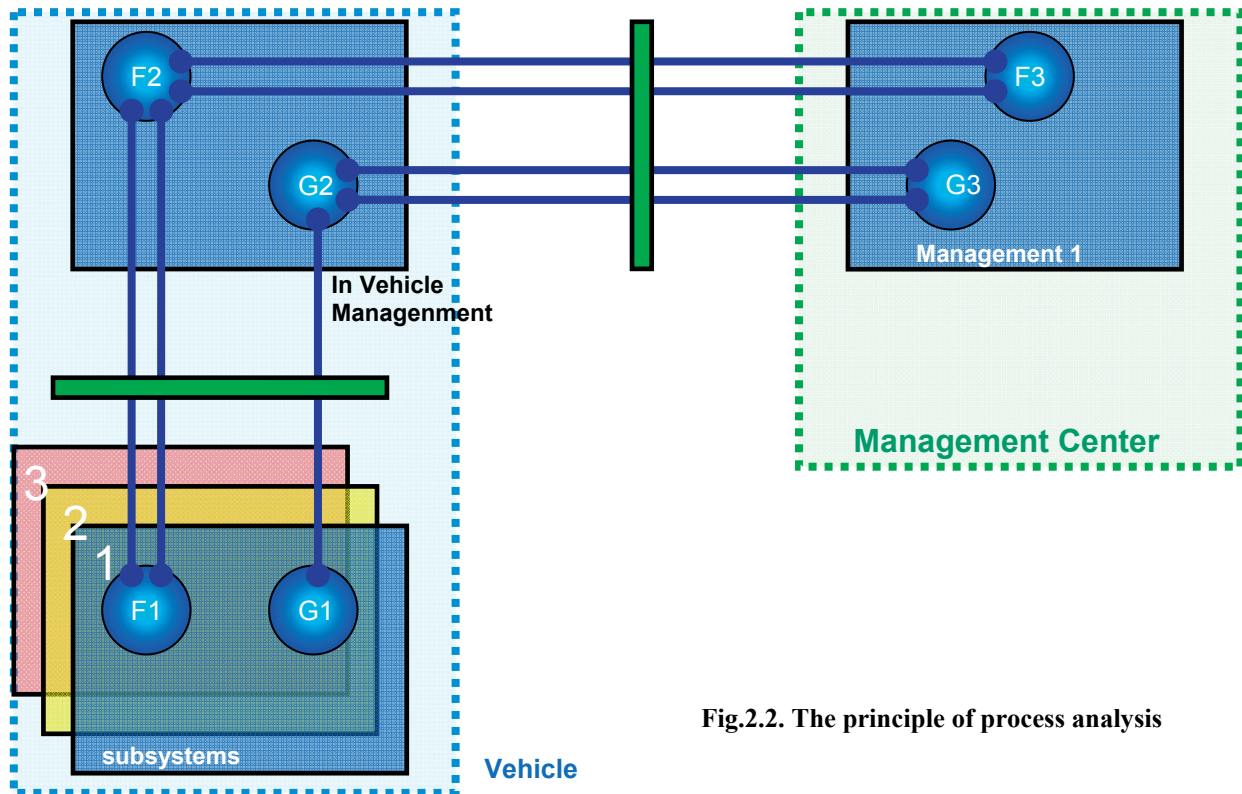 F2
F3
G2
G3
Management 1
In Vehicle
Managenment
Management Center
3
2
1
F1
G1
subsystems
Vehicle
Fig.2.2. The principle of process analysis